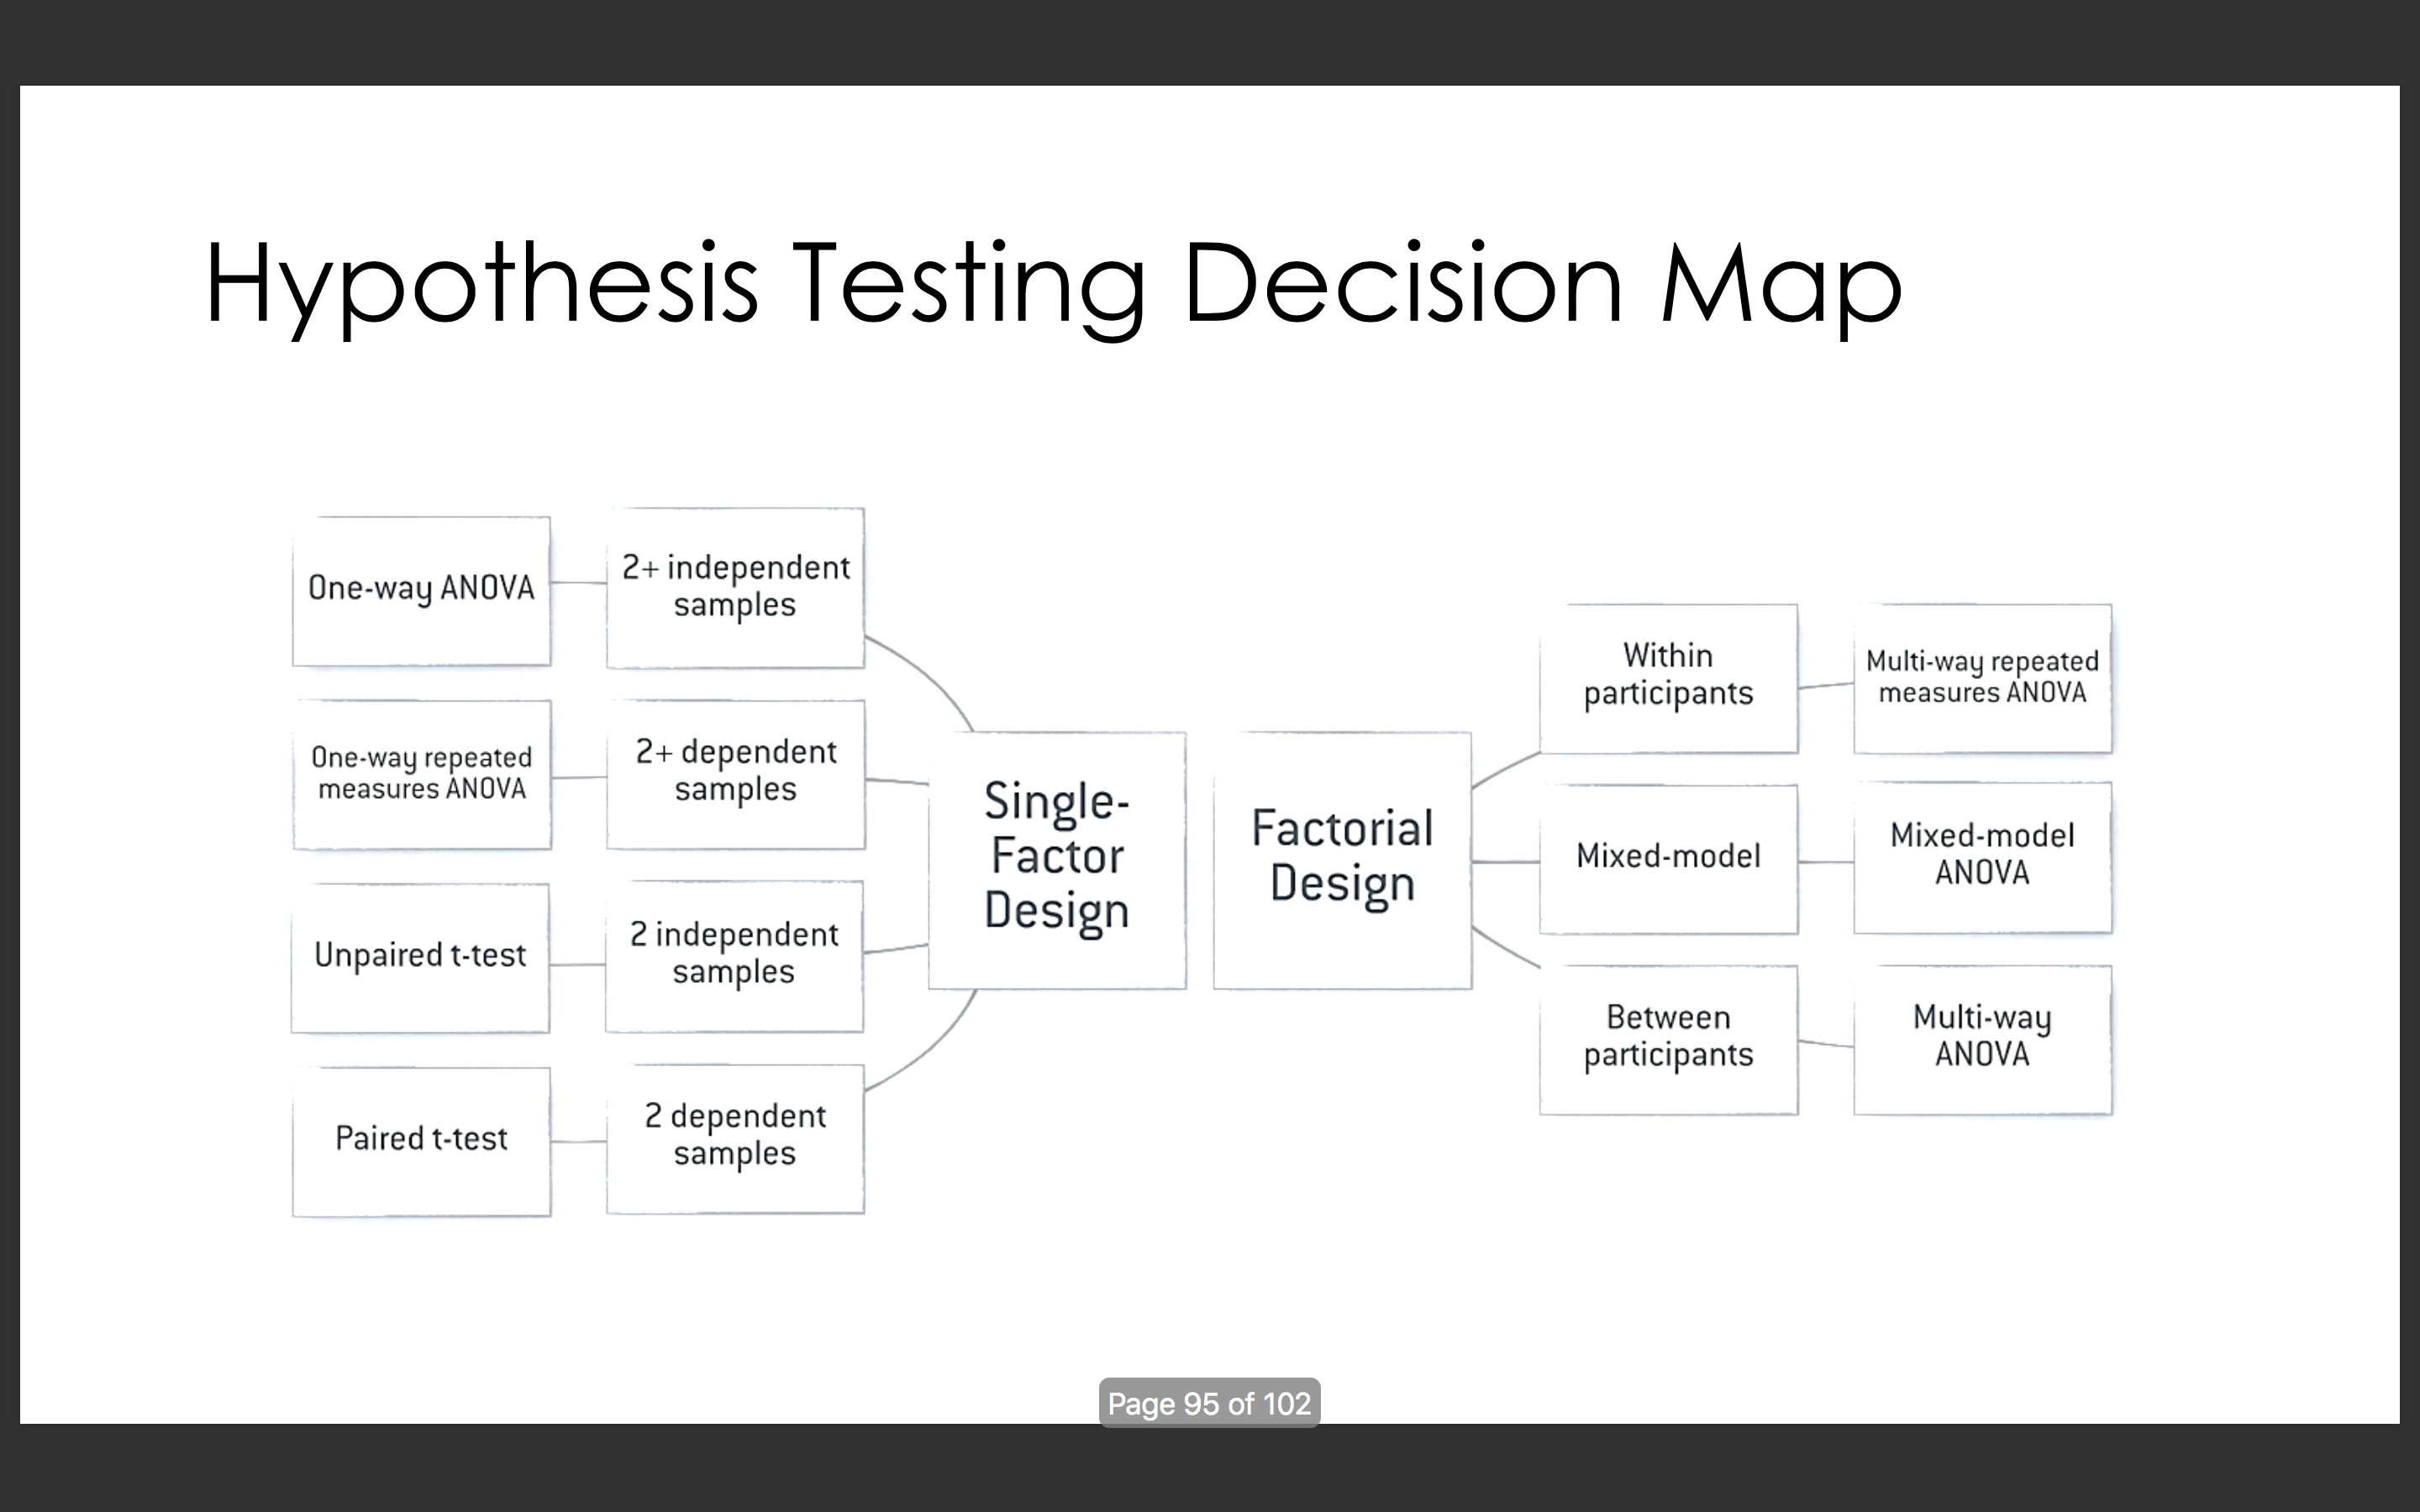 Hypothesis Testing Decision Map
One-way ANOVA
2+ independent
samples
One-way repeated
measures ANOVA
2+ dependent
samples
Unpaired t-test
2 independent
samples
Paired t-test
2 dependent
samples
Single-
Factor
Design
Factorial
Design
Within
participants
Multi-way repeated
measures ANOVA
Mixed-model
Mixed-model
ANOVA
Between
participants
Multi-way
ANOVA
Page 95 of 102